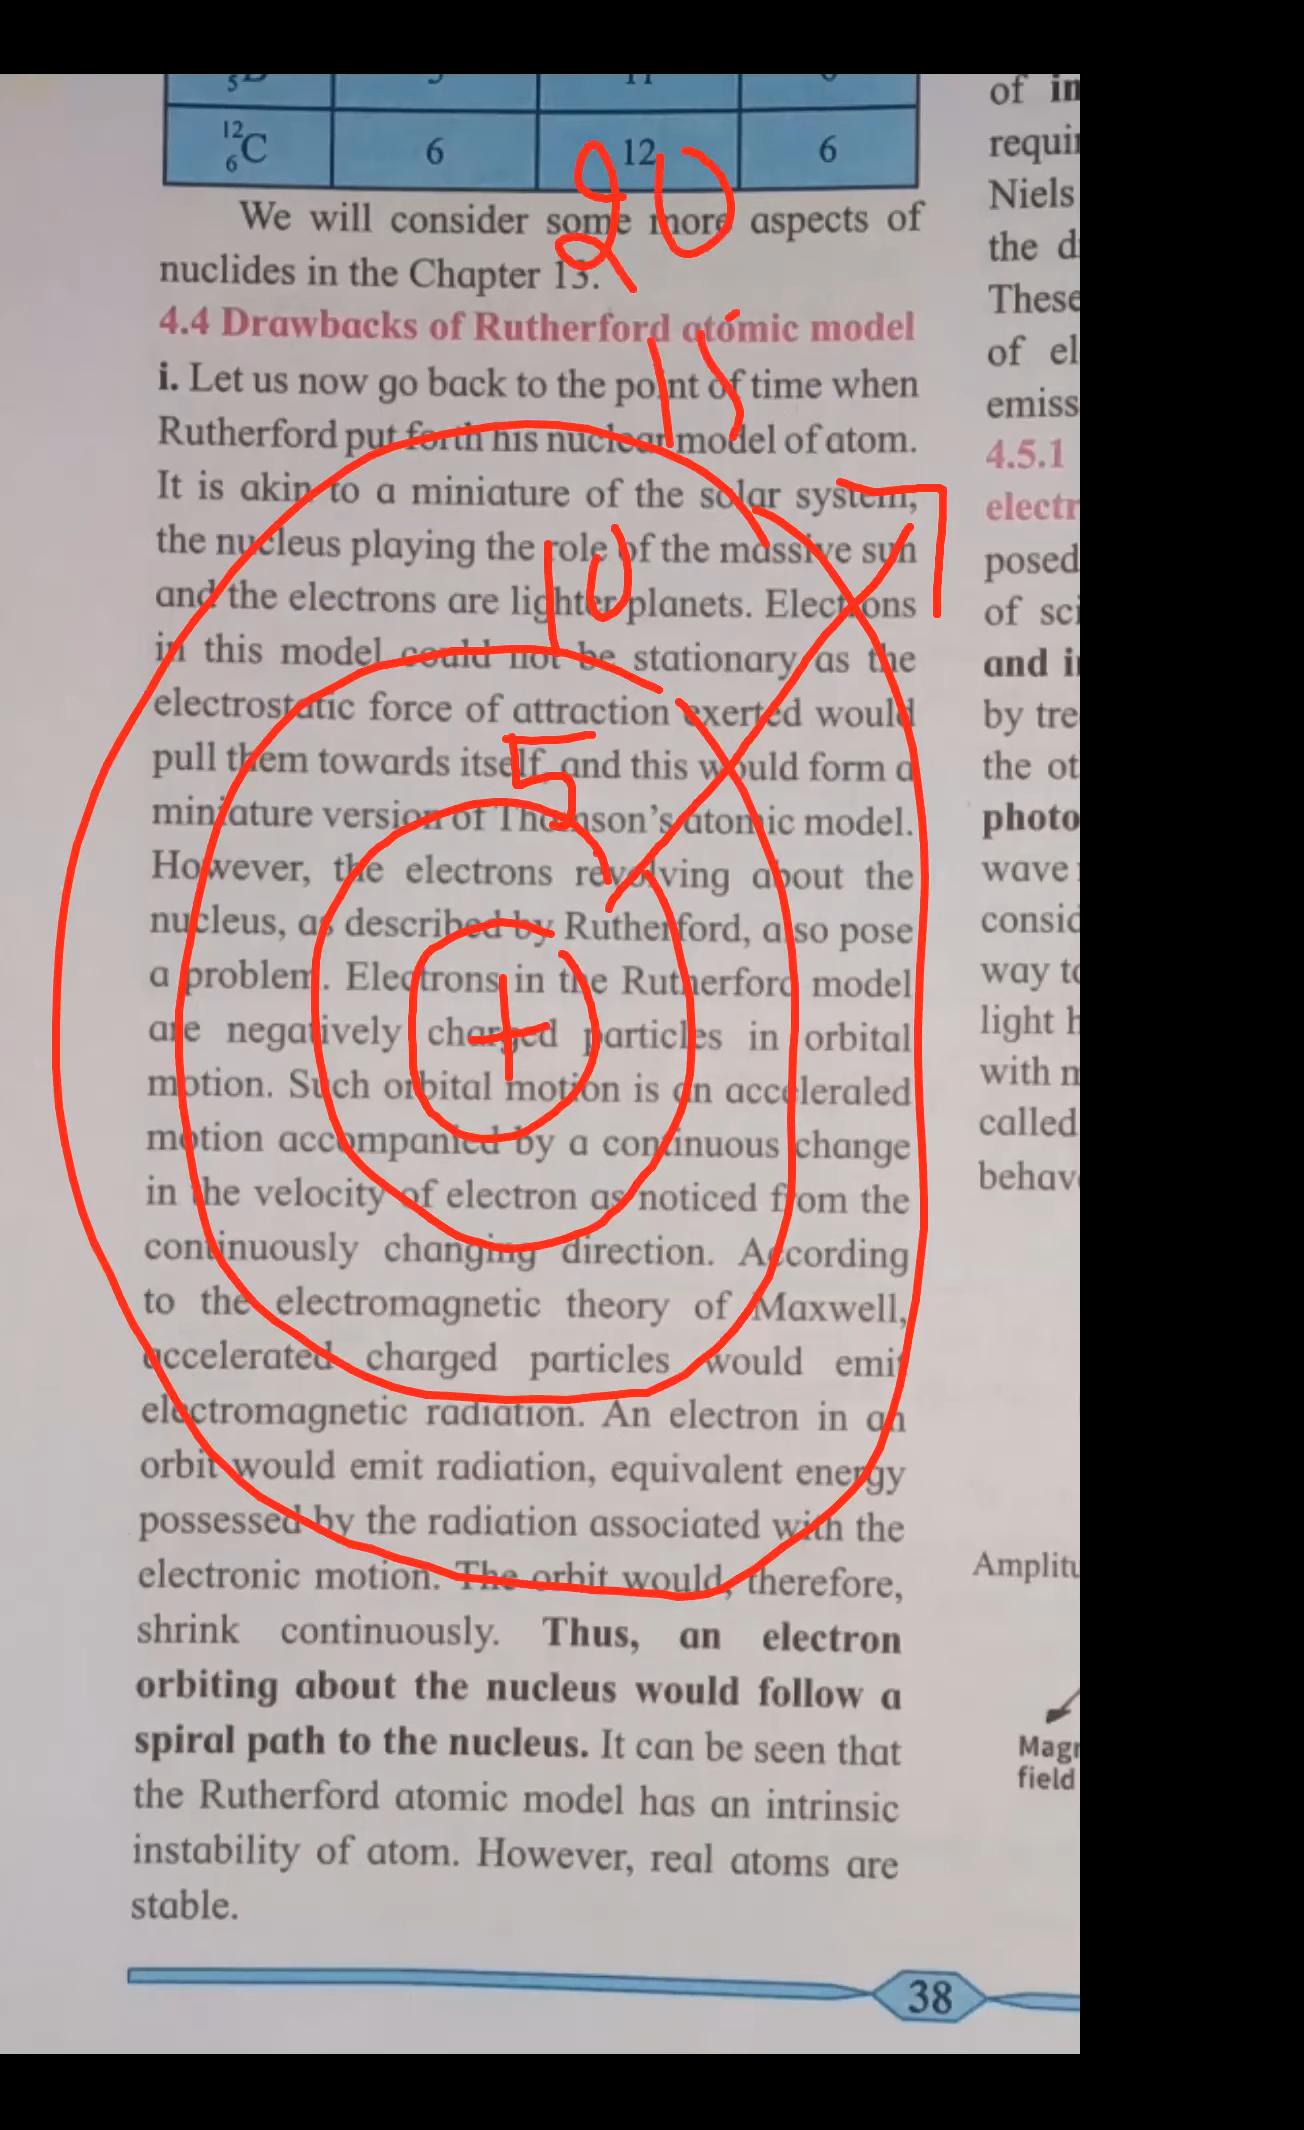 12
6 C 6 12 6
We will consider some more aspects of
nuclides in the Chapter 13.
4.4 Drawbacks of Rutherford atomic model
i. Let us now go back to the point of time when
Rutherford put forth his nuclear model of atom.
It is akin to a miniature of the solar system,
the nucleus playing the role of the massive sun
and the electrons are lighter planets. Electrons
in this model could not be stationary as the
electrostatic force of attraction exerted would
pull them towards itself, and this would form a
miniature version of Thomson's atomic model.
However, the electrons revolving about the
nucleus, as described by Rutherford, also pose
a problem. Electrons in the Rutherford model
are negatively charged particles in orbital
motion. Such orbital motion is an acceleraled
motion accompanied by a continuous change
in the velocity of electron as noticed from the
continuously changing direction. According
to the electromagnetic theory of Maxwell,
accelerated charged particles would emit
electromagnetic radiation. An electron in an
orbit would emit radiation, equivalent energy
possessed by the radiation associated with the
electronic motion. The orbit would, therefore,
shrink continuously. Thus, an electron
orbiting about the nucleus would follow a
spiral path to the nucleus. It can be seen that
the Rutherford atomic model has an intrinsic
instability of atom. However, real atoms are
stable.
38
20
15
10
5
+
of
Niels
the
These
of
4.5.1
posed
of
by
the
wave
way
light
with
called
Magn
field